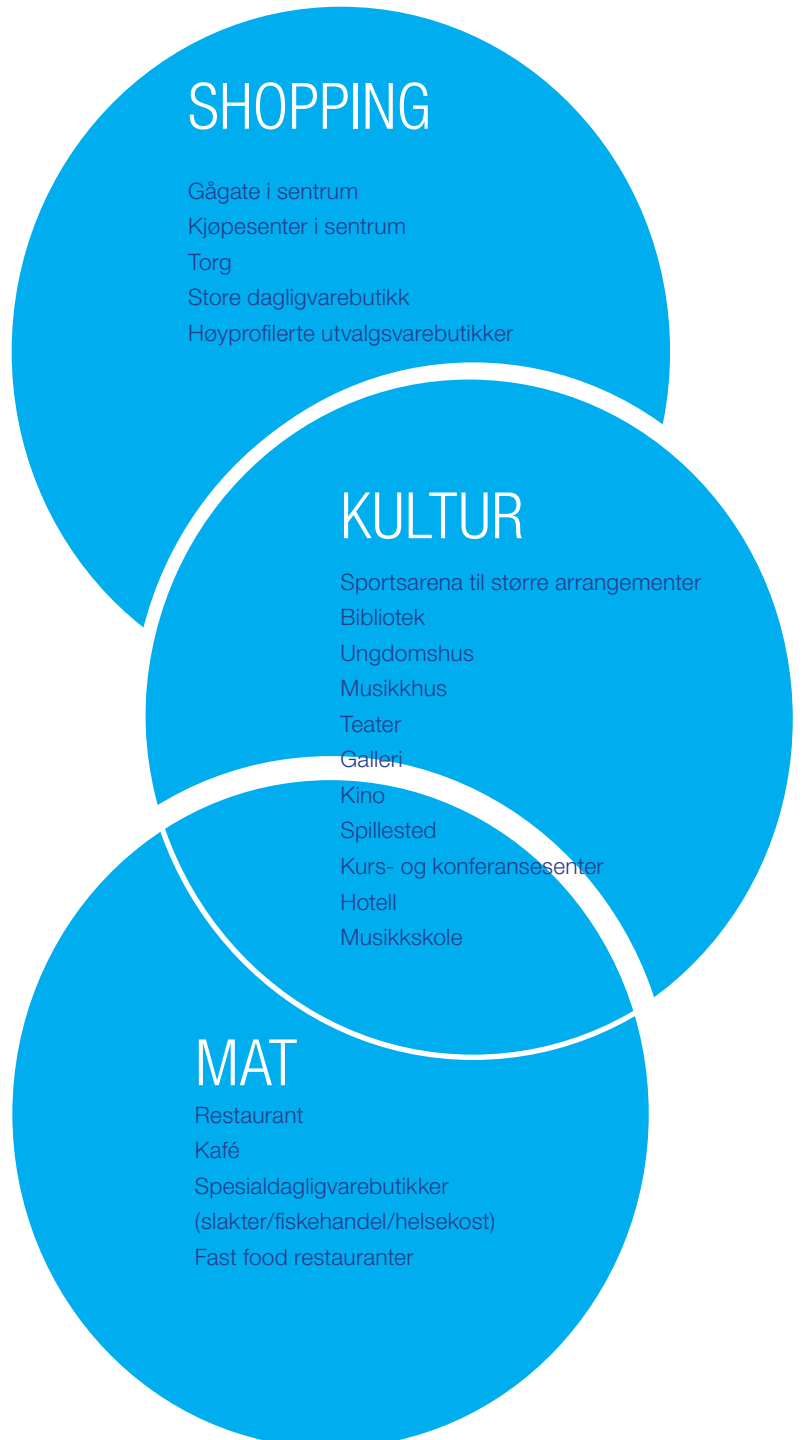 SHOPPING
Gågate i sentrum
Kjøpesenter i sentrum
Torg
Store dagligvarebutikk
Høyprofilerte utvalgsvarebutikker
KULTUR
Sportsarena til større arrangementer
Bibliotek
Ungdomshus
Musikkhus
Teater
Galleri
Kino
Spillested
Kurs- og konferansesenter
Hotell
Musikkskole
MAT
Restaurant
Kafé
Spesialdagligvarebutikker
(slakter/fiskehandel/helsekost)
Fast food restauranter